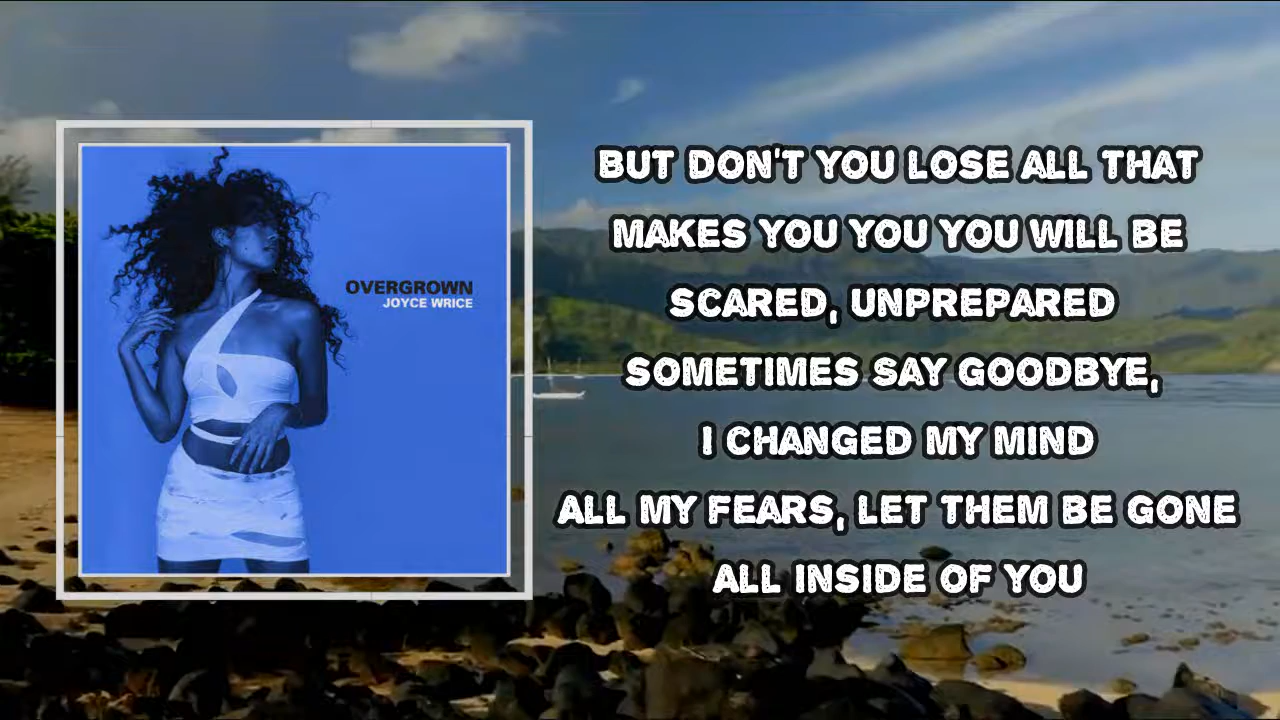 OVERGROWN
JOYCE WRICE
BUT DON'T YOU LOSE ALL THAT
MAKES YOU YOU YOU WILL BE
SCARED, UNPREPARED
SOMETIMES SAY GOODBYE,
I CHANGED MY MIND
ALL MY FEARS, LET THEM BE GONE
ALL INSIDE OF YOU